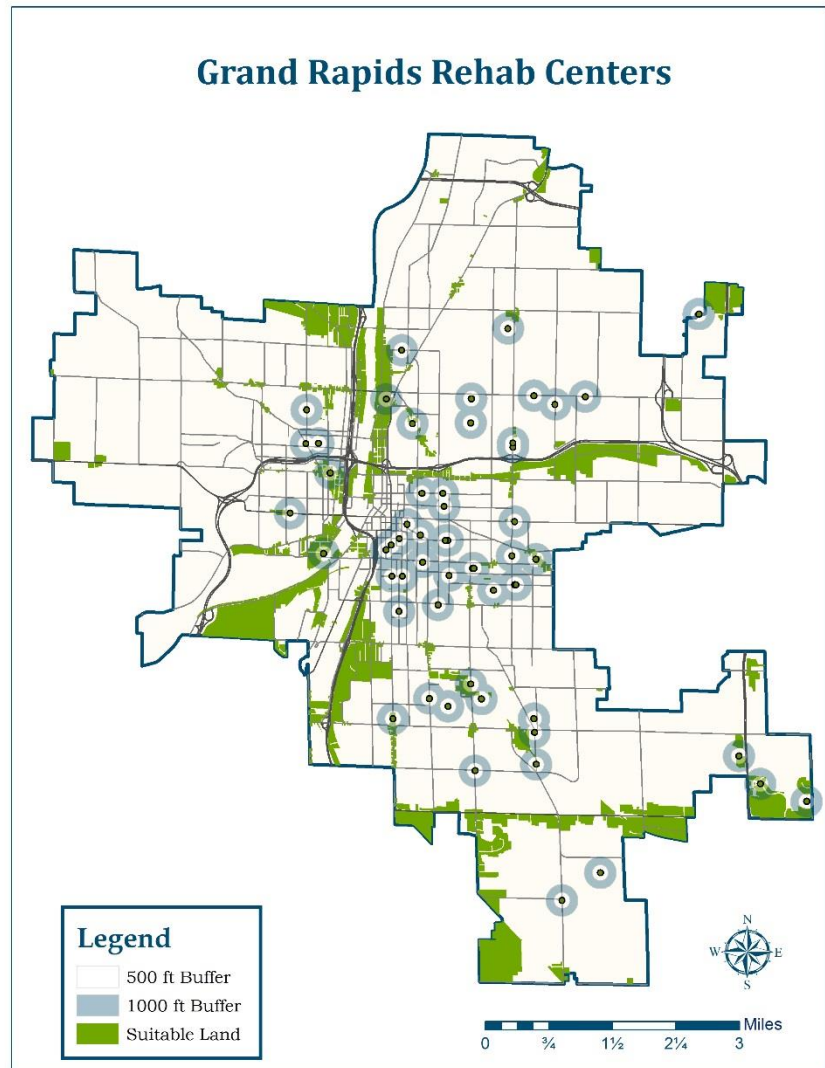 Grand Rapids Rehab Centers
Legend
500 ft Buffer
1000 ft Buffer
Suitable Land
N
W E
S
Miles
0 ¾ 1½ 2¼ 3